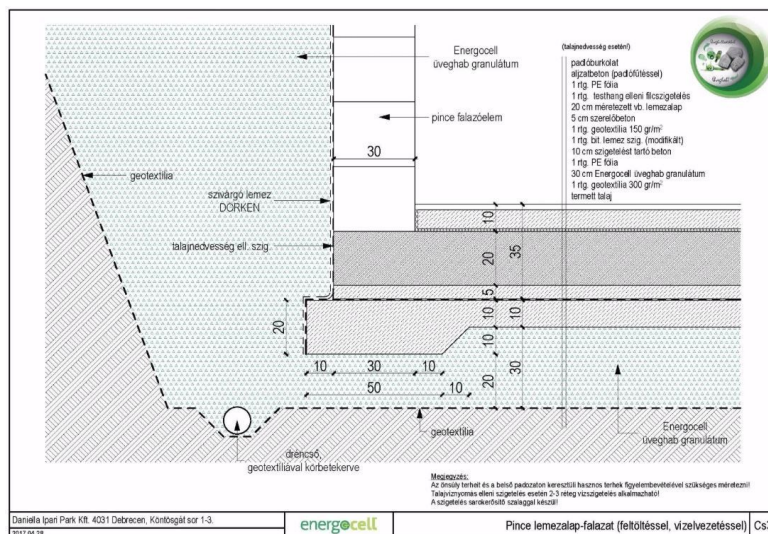 Energocell
üveghab granulátum
pince falazóelem
30
geotextília
szivárgó lemez
DÖRKEN
talajnedvesség ell. szig.
(talajnedvesség esetén!)
padlóburkolat
aljzatbeton (padlófűtéssel)
1 rtg. PE fólia
1 rtg. testhang elleni filcszigetelés
20 cm méretezett vb. lemezalap
5 cm szerelőbeton
1 rtg. geotextília 150 gr/m²
1 rtg. bit. lemez szig. (modifikált)
10 cm szigetelést tartó beton
1 rtg. PE fólia
30 cm Energocell üveghab granulátum
1 rtg. geotextília 300 gr/m²
termett talaj
10
20
35
5
10
10
10
20
30
20
10
30
10
50
10
geotextília
Energocell
üveghab granulátum
dréncső,
geotextíliával körbetekerve
Megjegyzés:
Az önsúly terheit és a belső padozaton keresztüli hasznos terhek figyelembevételével szükséges méretezni!
Talajvíznyomás elleni szigetelés esetén 2-3 réteg vízszigetelés alkalmazható!
A szigetelés sarokerősítő szalaggal készül!
Daniella Ipari Park Kft. 4031 Debrecen, Köntösgát sor 1-3.
2017.04.28.
energocell
Pince lemezalap-falazat (feltöltéssel, vízelvezetéssel)